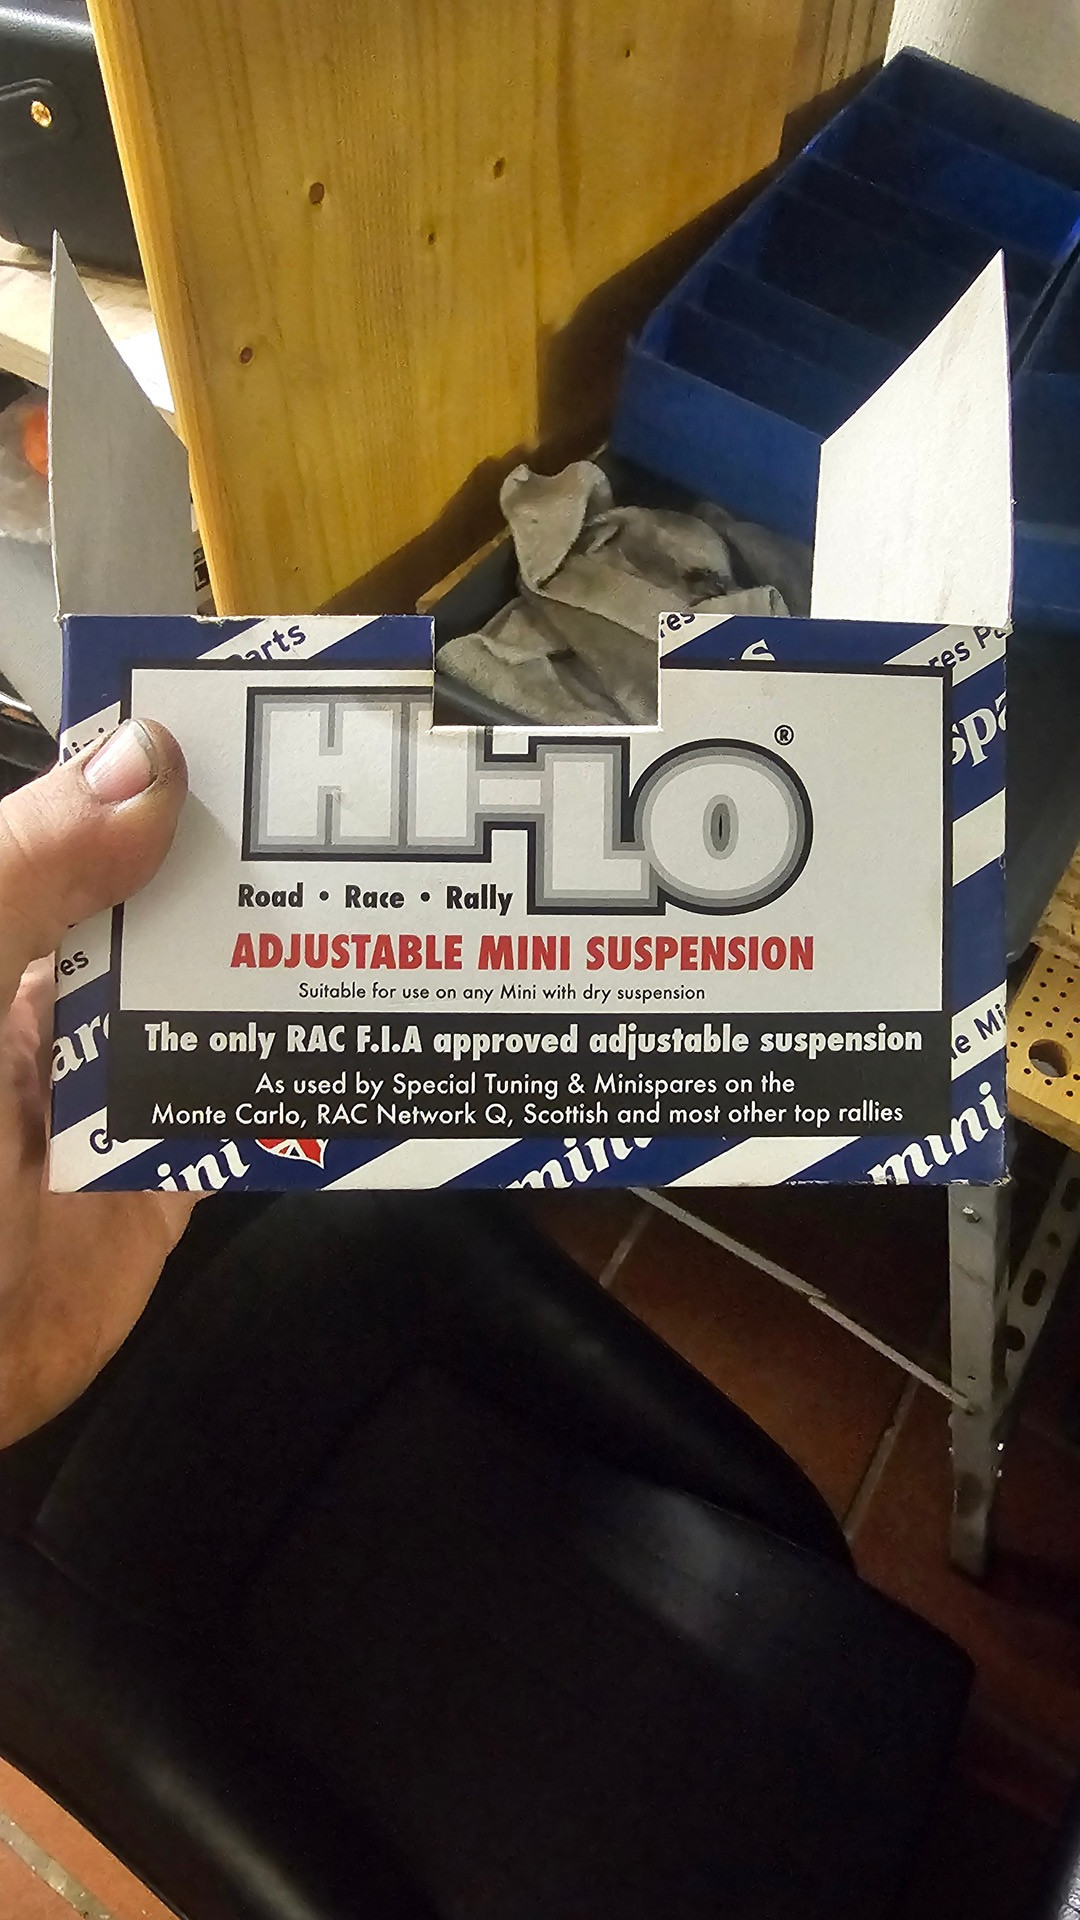 HI-LO®
Road • Race • Rally
ADJUSTABLE MINI SUSPENSION
Suitable for use on any Mini with dry suspension
The only RAC F.I.A approved adjustable suspension
As used by Special Tuning & Minispares on the
Monte Carlo, RAC Network Q, Scottish and most other top rallies
mini